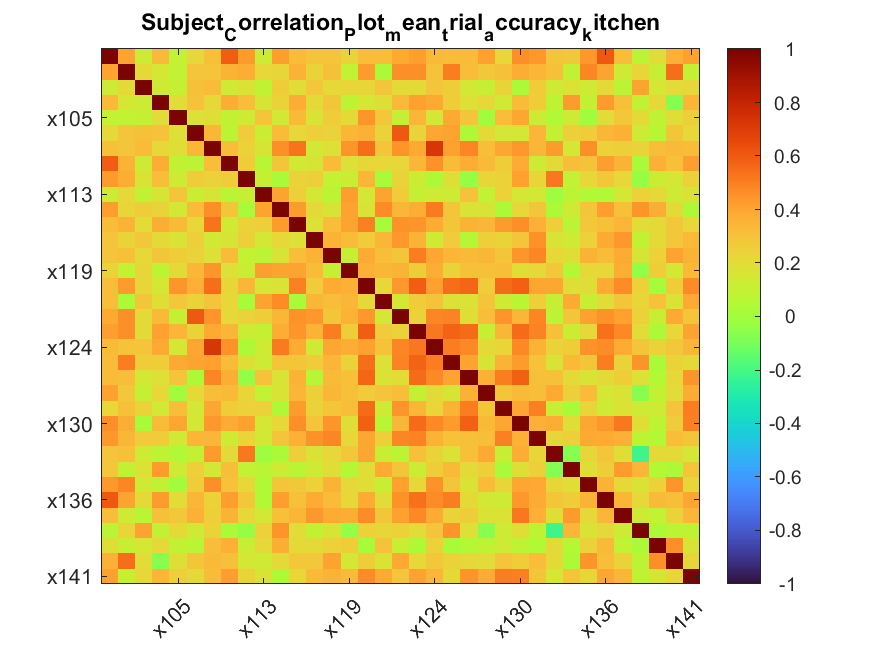 Subject_Correlation_Plot_mean_trial_accuracy_kitchen
x105
x113
x119
x124
x130
x136
x141
x105
x113
x119
x124
x130
x136
x141
1
0.8
0.6
0.4
0.2
0
-0.2
-0.4
-0.6
-0.8
-1